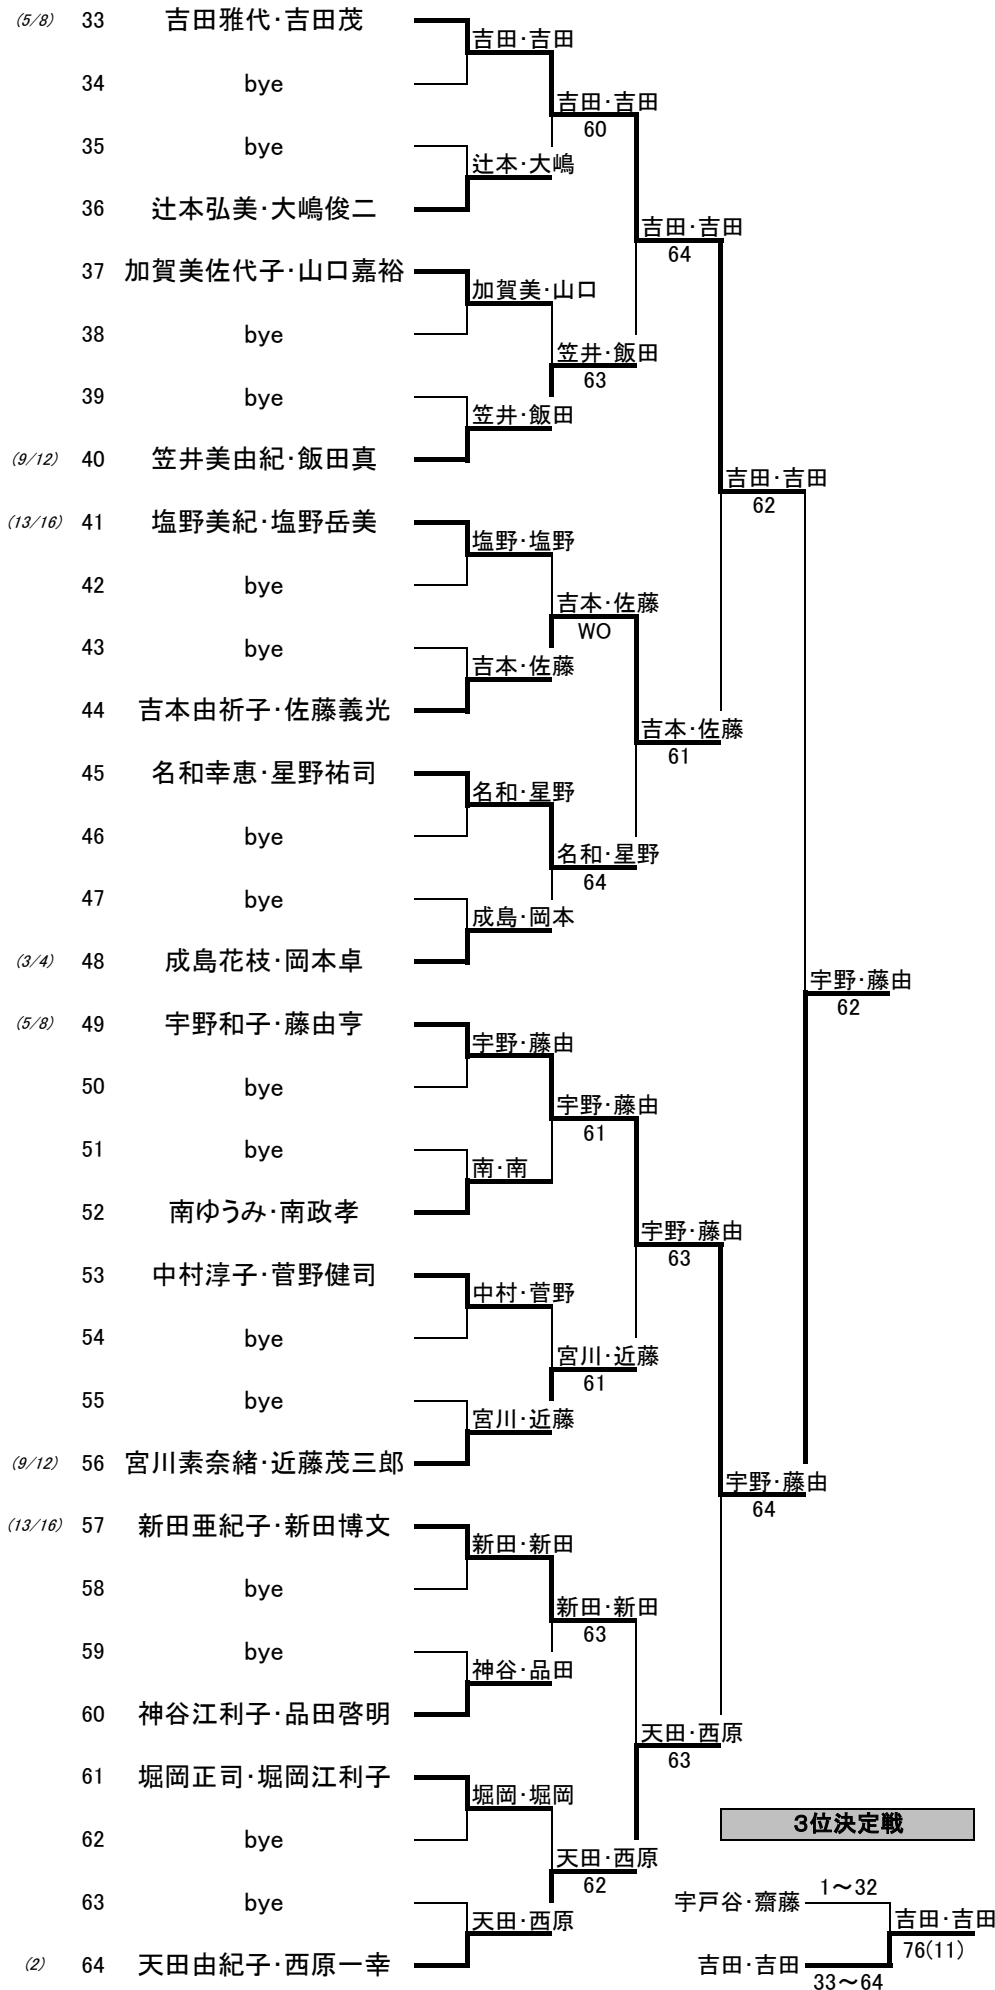 (5/8) 33 吉田雅代・吉田茂
吉田・吉田
34 bye
吉田・吉田
60
35 bye
辻本・大嶋
36 辻本弘美・大嶋俊二
吉田・吉田
64
37 加賀美佐代子・山口嘉裕
加賀美・山口
38 bye
笠井・飯田
63
39 bye
笠井・飯田
(9/12) 40 笠井美由紀・飯田真
吉田・吉田
62
(13/16) 41 塩野美紀・塩野岳美
塩野・塩野
42 bye
吉本・佐藤
WO
43 bye
吉本・佐藤
44 吉本由祈子・佐藤義光
吉本・佐藤
61
45 名和幸恵・星野祐司
名和・星野
46 bye
名和・星野
64
47 bye
成島・岡本
(3/4) 48 成島花枝・岡本卓
宇野・藤由
62
(5/8) 49 宇野和子・藤由亨
宇野・藤由
50 bye
宇野・藤由
61
51 bye
南・南
52 南ゆうみ・南政孝
宇野・藤由
63
53 中村淳子・菅野健司
中村・菅野
54 bye
宮川・近藤
61
55 bye
宮川・近藤
(9/12) 56 宮川素奈緒・近藤茂三郎
宇野・藤由
64
(13/16) 57 新田亜紀子・新田博文
新田・新田
58 bye
新田・新田
63
59 bye
神谷・品田
60 神谷江利子・品田啓明
天田・西原
63
61 堀岡正司・堀岡江利子
堀岡・堀岡
62 bye
天田・西原
62
63 bye
天田・西原
(2) 64 天田由紀子・西原一幸
３位決定戦
宇戸谷・齋藤 1～32
吉田・吉田
76(11)
吉田・吉田 33～64